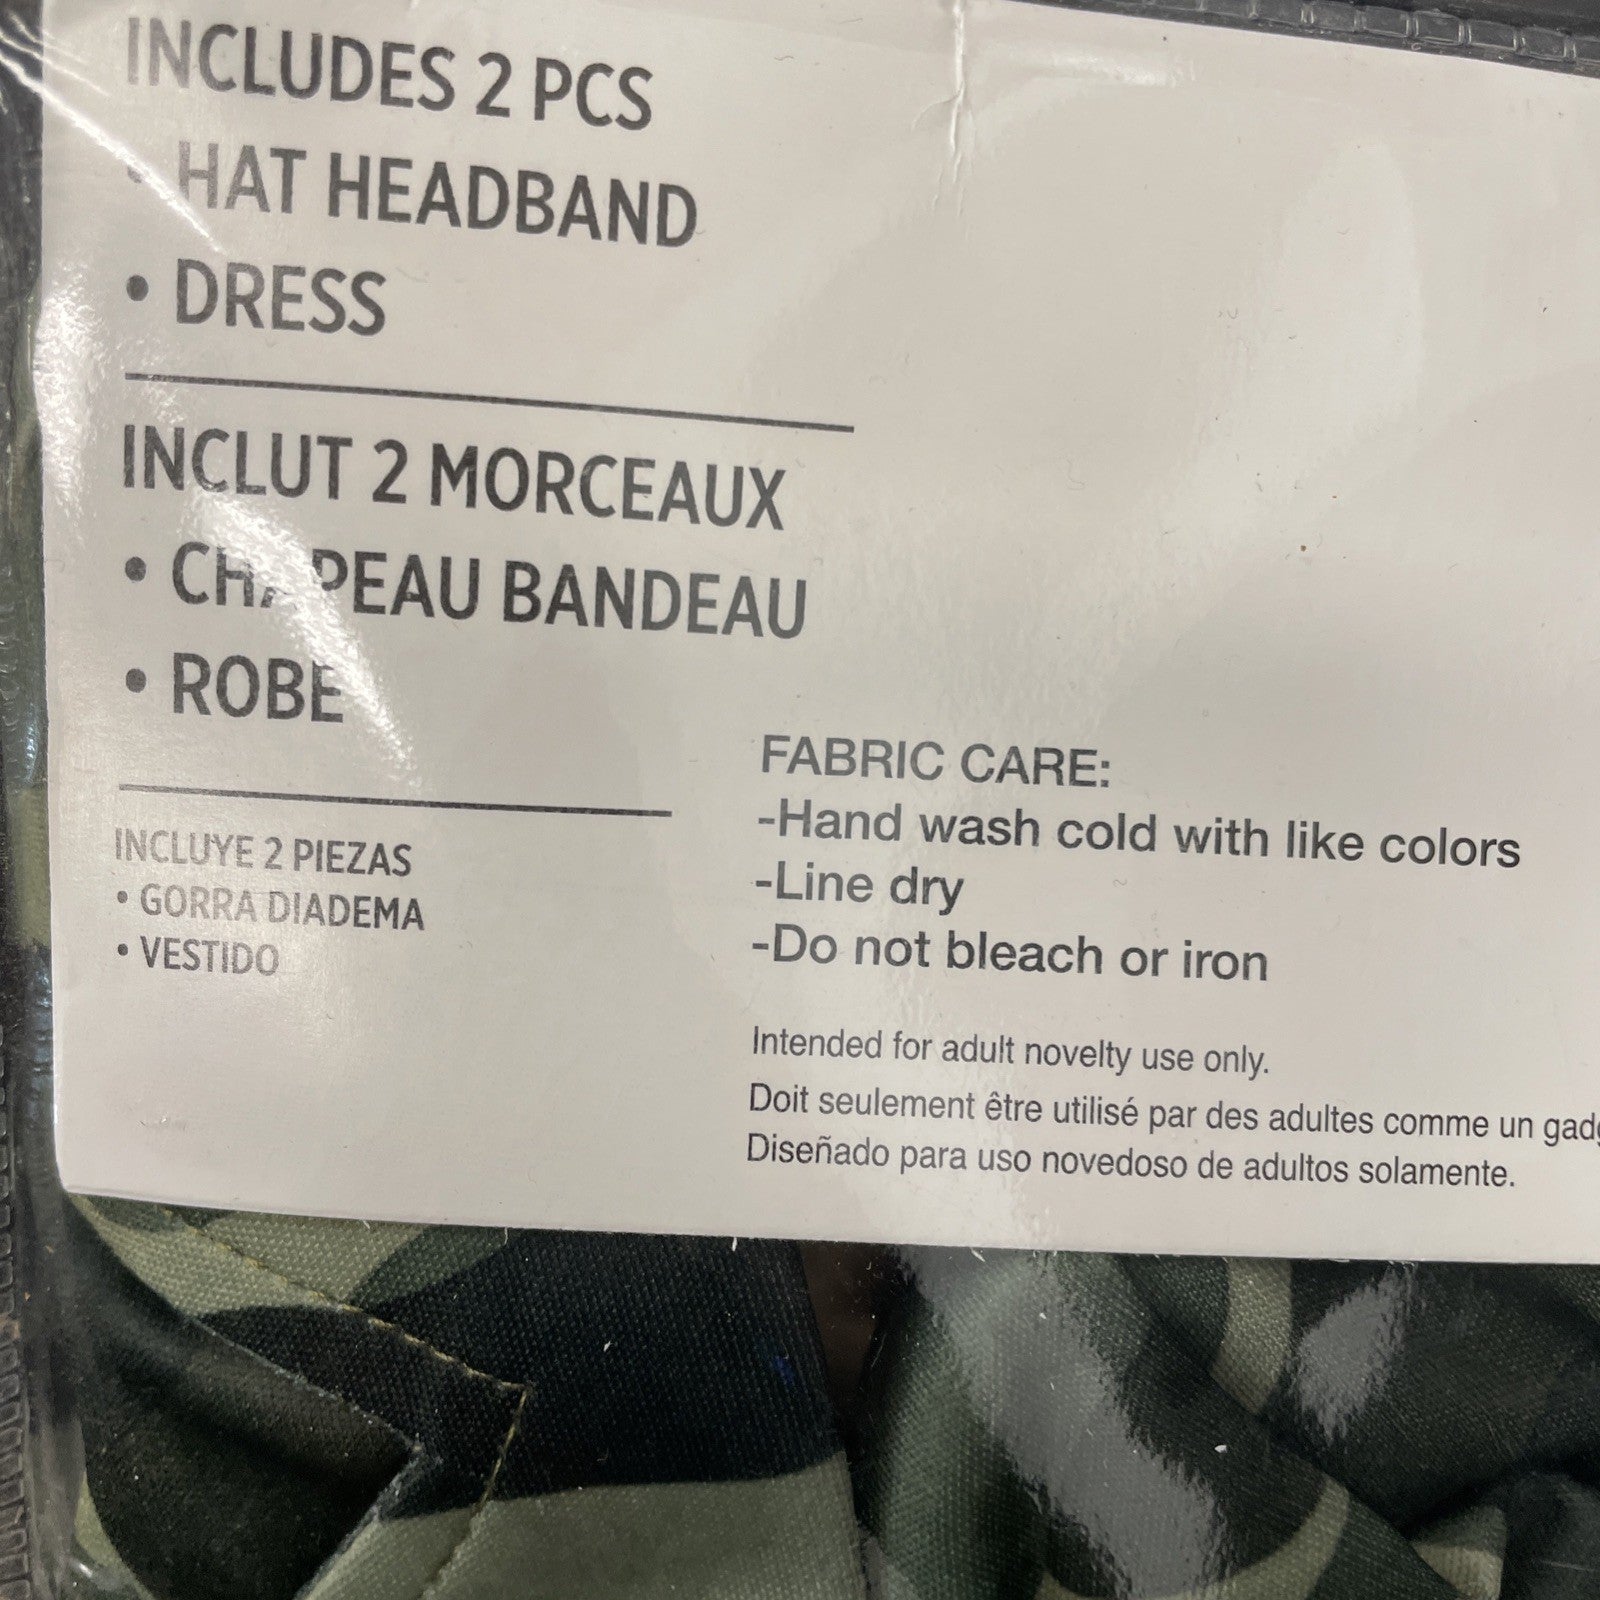 INCLUDES 2 PCS
• HAT HEADBAND
• DRESS
INCLUT 2 MORCEAUX
• CHAPEAU BANDEAU
• ROBE
INCLUYE 2 PIEZAS
• GORRA DIADEMA
• VESTIDO
FABRIC CARE:
-Hand wash cold with like colors
-Line dry
-Do not bleach or iron
Intended for adult novelty use only.
Doit seulement être utilisé par des adultes comme un
Diseñado para uso novedoso de adultos solamente.